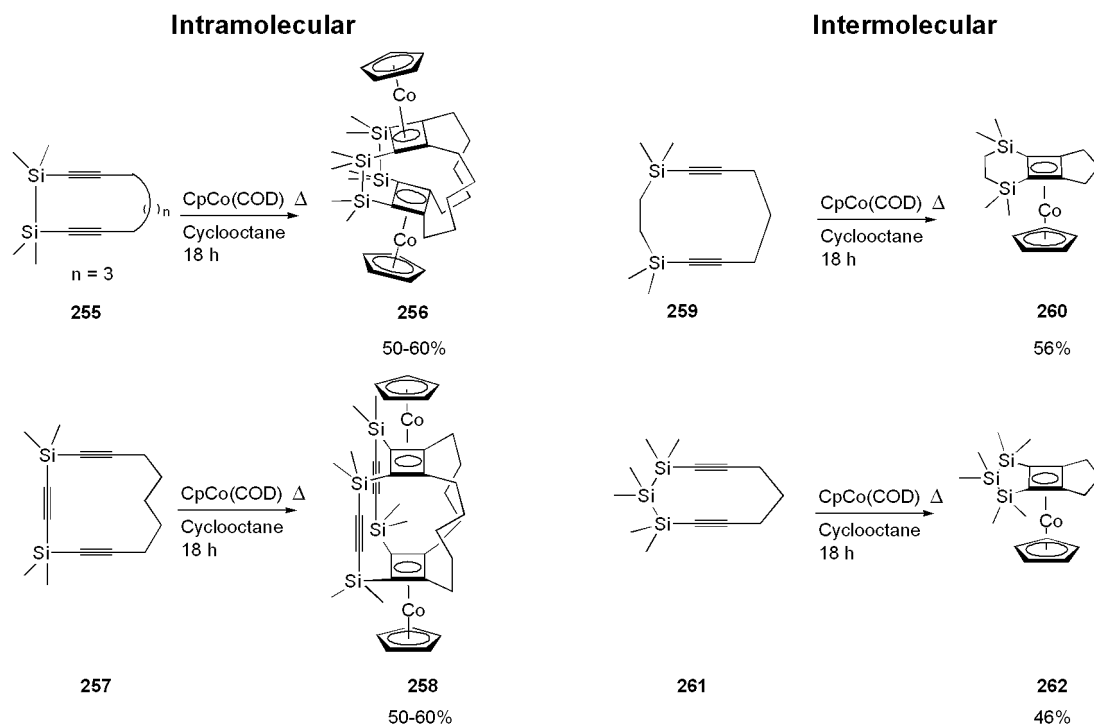 Intramolecular
Intermolecular
Co
Si
Si
Si
Si
Si
Si
Co
n
n = 3
CpCo(COD) Δ
Cyclooctane
18 h
255
256
50-60%
Si
Si
CpCo(COD) Δ
Cyclooctane
18 h
Si
Si
Co
259
260
56%
Si
Si
CpCo(COD) Δ
Cyclooctane
18 h
Co
Si
Si
Si
Si
Co
257
258
50-60%
Si
Si
Si
CpCo(COD) Δ
Cyclooctane
18 h
Si
Si
Si
Co
261
262
46%